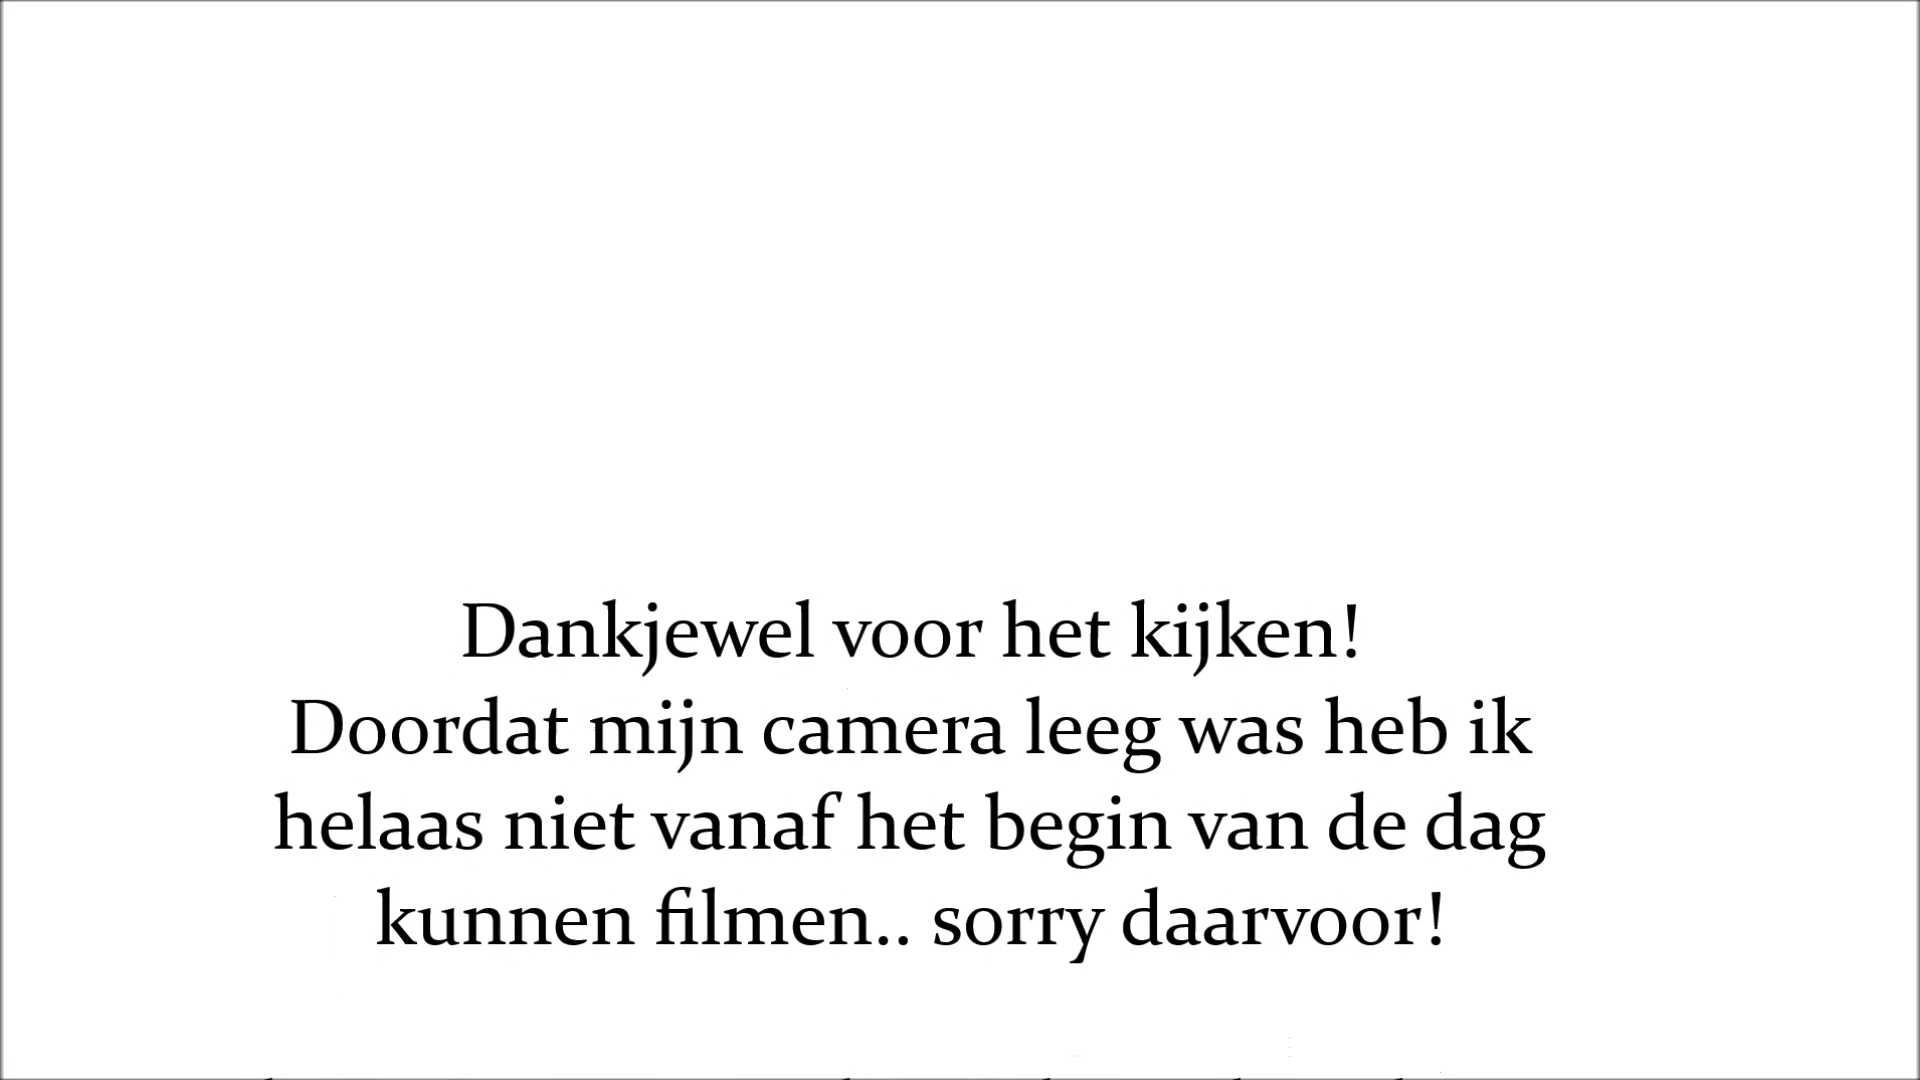 Dankjewel voor het kijken!
Doordat mijn camera leeg was heb ik
helaas niet vanaf het begin van de dag
kunnen filmen.. sorry daarvoor!